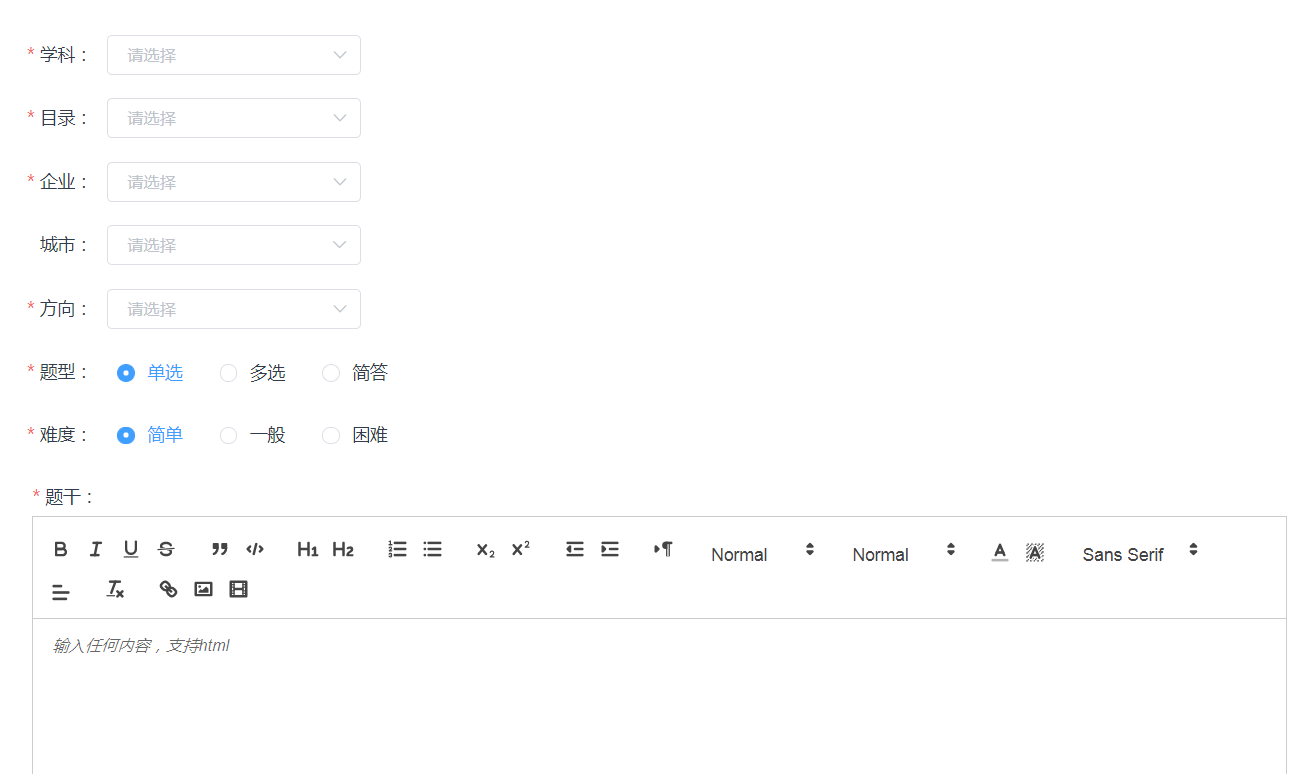 * 学科： 请选择
* 目录： 请选择
* 企业： 请选择
城市： 请选择
* 方向： 请选择
* 题型： 单选 多选 简答
* 难度： 简单 一般 困难
* 题干：
B I U S ” </> H1 H2 X2 X² ¶ Normal Normal A A Sans Serif
Tx
输入任何内容，支持html